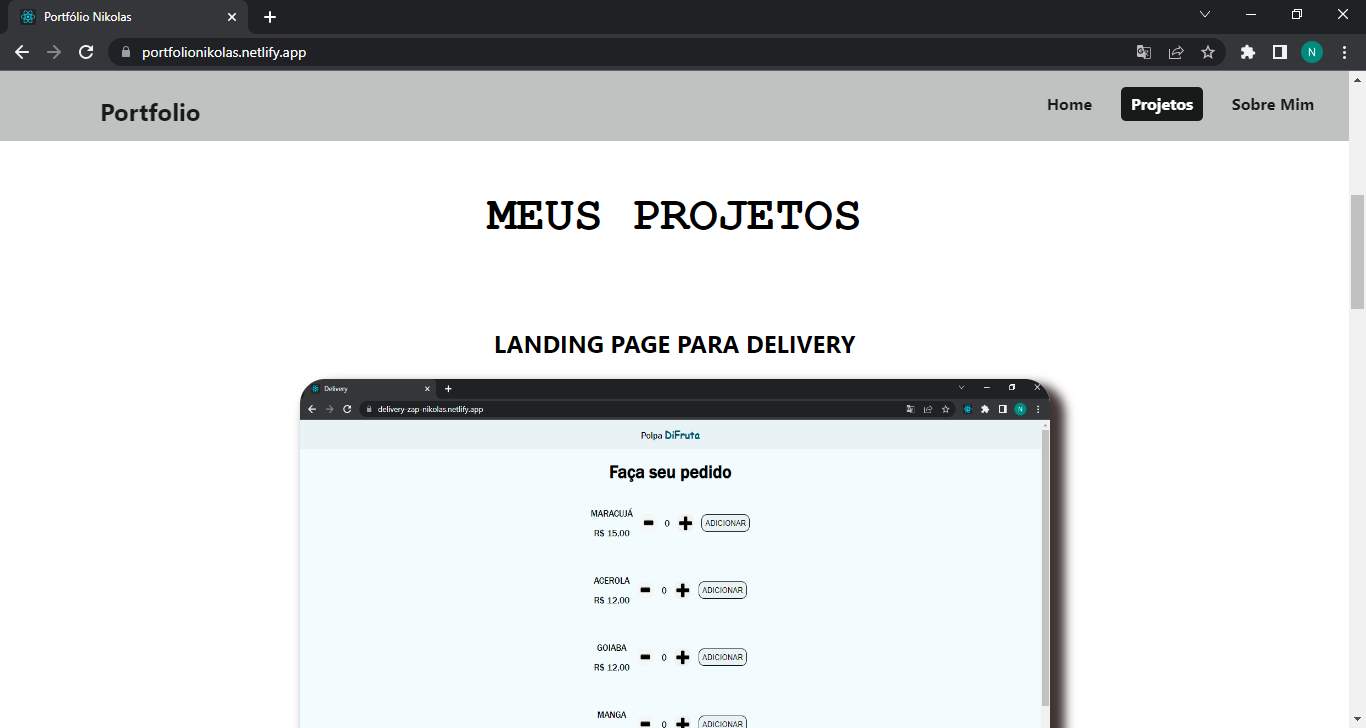 Portfólio Nikolas
portfolionikolas.netlify.app
N
Portfolio
Home
Projetos
Sobre Mim
MEUS PROJETOS
LANDING PAGE PARA DELIVERY
Delivery
delivery-zap-nikolas.netlify.app
N
Polpa DiFruta
Faça seu pedido
MARACUJÁ
R$ 15,00
0
ADICIONAR
ACEROLA
R$ 12,00
0
ADICIONAR
GOIABA
R$ 12,00
0
ADICIONAR
MANGA
0
ADICIONAR